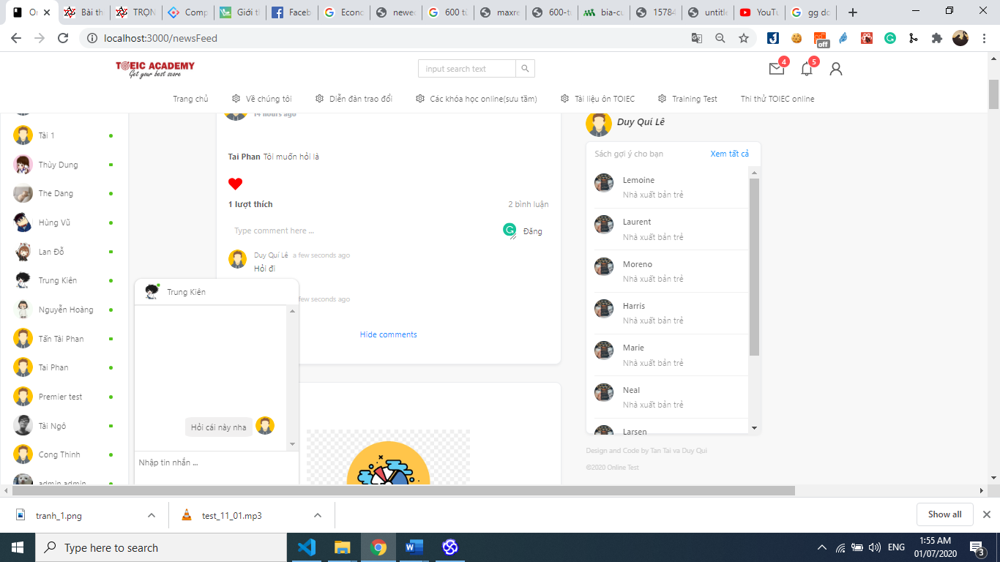 Bài th
TRỌN
Comp
Giới th
Faceb
Econo
newec
600 từ
maxre
600-t
bia-cu
15784
untitle
YouTu
gg dc
localhost:3000/newsFeed
off
TOEIC ACADEMY
Get your best score
input search text
4
5
Trang chủ
Về chúng tôi
Diễn đàn trao đổi
Các khóa học online(sưu tầm)
Tài liệu ôn TOIEC
Training Test
Thi thử TOIEC online
Tài 1
Thùy Dung
The Dang
Hùng Vũ
Lan Đỗ
Trung Kiên
Nguyễn Hoàng
Tấn Tài Phan
Tai Phan
Premier test
Tài Ngô
Cong Thinh
admin admin
14 hours ago
Tai Phan Tôi muốn hỏi là
1 lượt thích
2 bình luận
Type comment here ...
Đăng
Duy Quí Lê a few seconds ago
Hỏi đi
few seconds ago
Hide comments
Trung Kiên
Hỏi cái này nha
Nhập tin nhắn ...
Duy Quí Lê
Sách gợi ý cho bạn
Xem tất cả
Lemoine
Nhà xuất bản trẻ
Laurent
Nhà xuất bản trẻ
Moreno
Nhà xuất bản trẻ
Harris
Nhà xuất bản trẻ
Marie
Nhà xuất bản trẻ
Neal
Nhà xuất bản trẻ
Larsen
Design and Code by Tan Tai va Duy Qui
©2020 Online Test
tranh_1.png
test_11_01.mp3
Show all
Type here to search
ENG
1:55 AM
01/07/2020
3